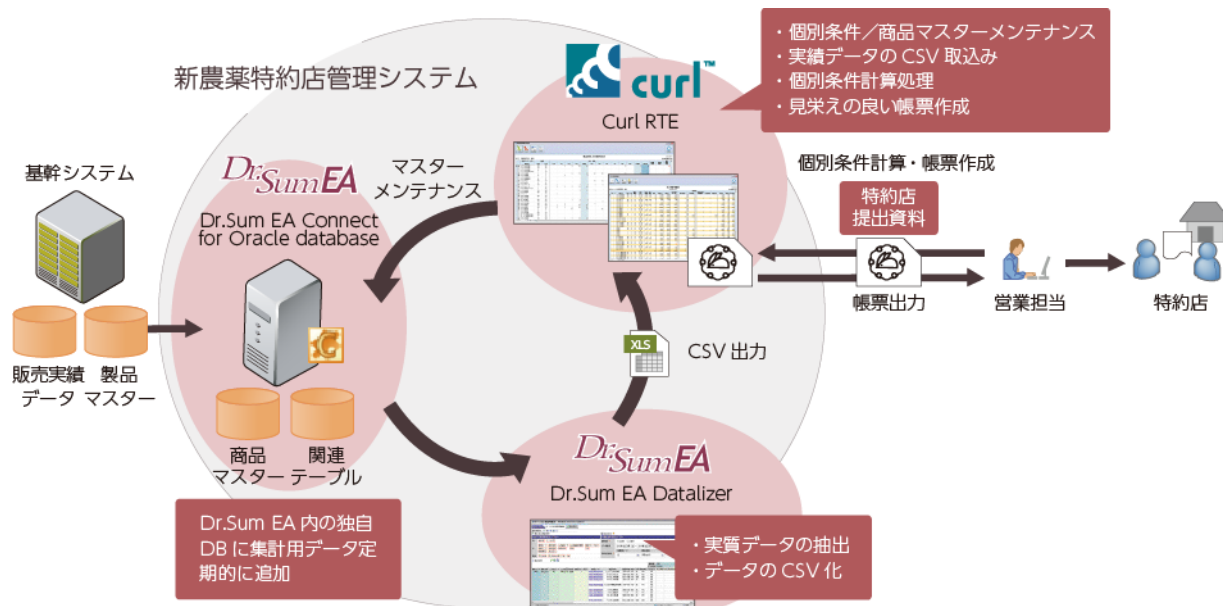 新農薬特約店管理システム
curl™
Curl RTE
・個別条件／商品マスターメンテナンス
・実績データの CSV 取込み
・個別条件計算処理
・見栄えの良い帳票作成
基幹システム
販売実績
データ
製品
マスター
Dr.Sum EA
Dr.Sum EA Connect
for Oracle database
商品
マスター
関連
テーブル
Dr.Sum EA 内の独自
DB に集計用データ定
期的に追加
マスター
メンテナンス
XLS
CSV 出力
Dr.Sum EA
Dr.Sum EA Datalizer
・実質データの抽出
・データの CSV 化
個別条件計算・帳票作成
特約店
提出資料
帳票出力
営業担当
特約店